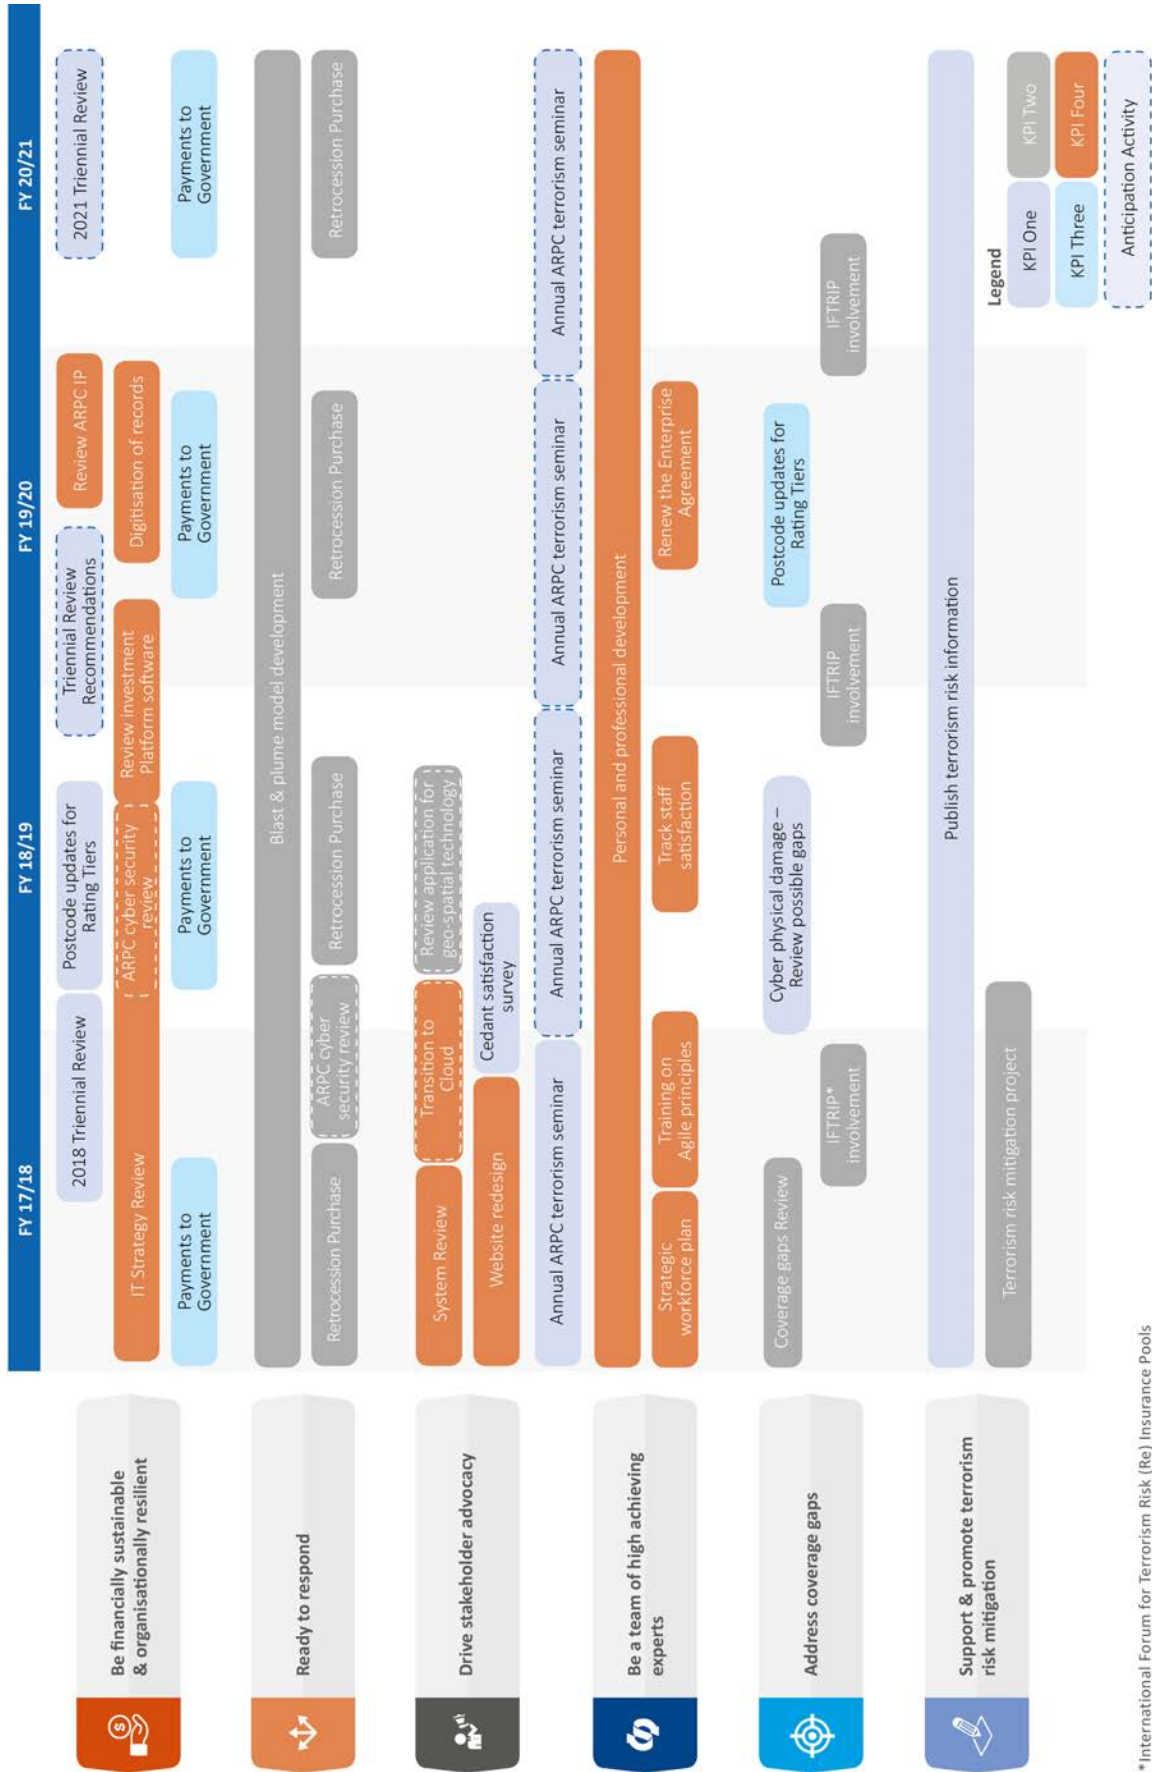 FY 17/18
FY 18/19
FY 19/20
FY 20/21
Be financially sustainable
& organisationally resilient
2018 Triennial Review
Postcode updates for
Rating Tiers
Triennial Review
Recommendations
Review ARPC IP
2021 Triennial Review
IT Strategy Review
ARPC cyber security
review
Review investment
Platform software
Digitisation of records
Payments to
Government
Payments to
Government
Payments to
Government
Payments to
Government
Ready to respond
Blast & plume model development
Retrocession Purchase
ARPC cyber
security review
Retrocession Purchase
Retrocession Purchase
Retrocession Purchase
Drive stakeholder advocacy
System Review
Transition to
Cloud
Review application for
geo-spatial technology
Website redesign
Cedant satisfaction
survey
Annual ARPC terrorism seminar
Annual ARPC terrorism seminar
Annual ARPC terrorism seminar
Annual ARPC terrorism seminar
Be a team of high achieving
experts
Personal and professional development
Strategic
workforce plan
Training on
Agile principles
Track staff
satisfaction
Renew the Enterprise
Agreement
Address coverage gaps
Coverage gaps Review
Cyber physical damage –
Review possible gaps
Postcode updates for
Rating Tiers
IFTRIP*
involvement
IFTRIP
involvement
IFTRIP
involvement
Support & promote terrorism
risk mitigation
Publish terrorism risk information
Terrorism risk mitigation project
Legend
KPI One
KPI Two
KPI Three
KPI Four
Anticipation Activity
*International Forum for Terrorism Risk (Re) Insurance Pools